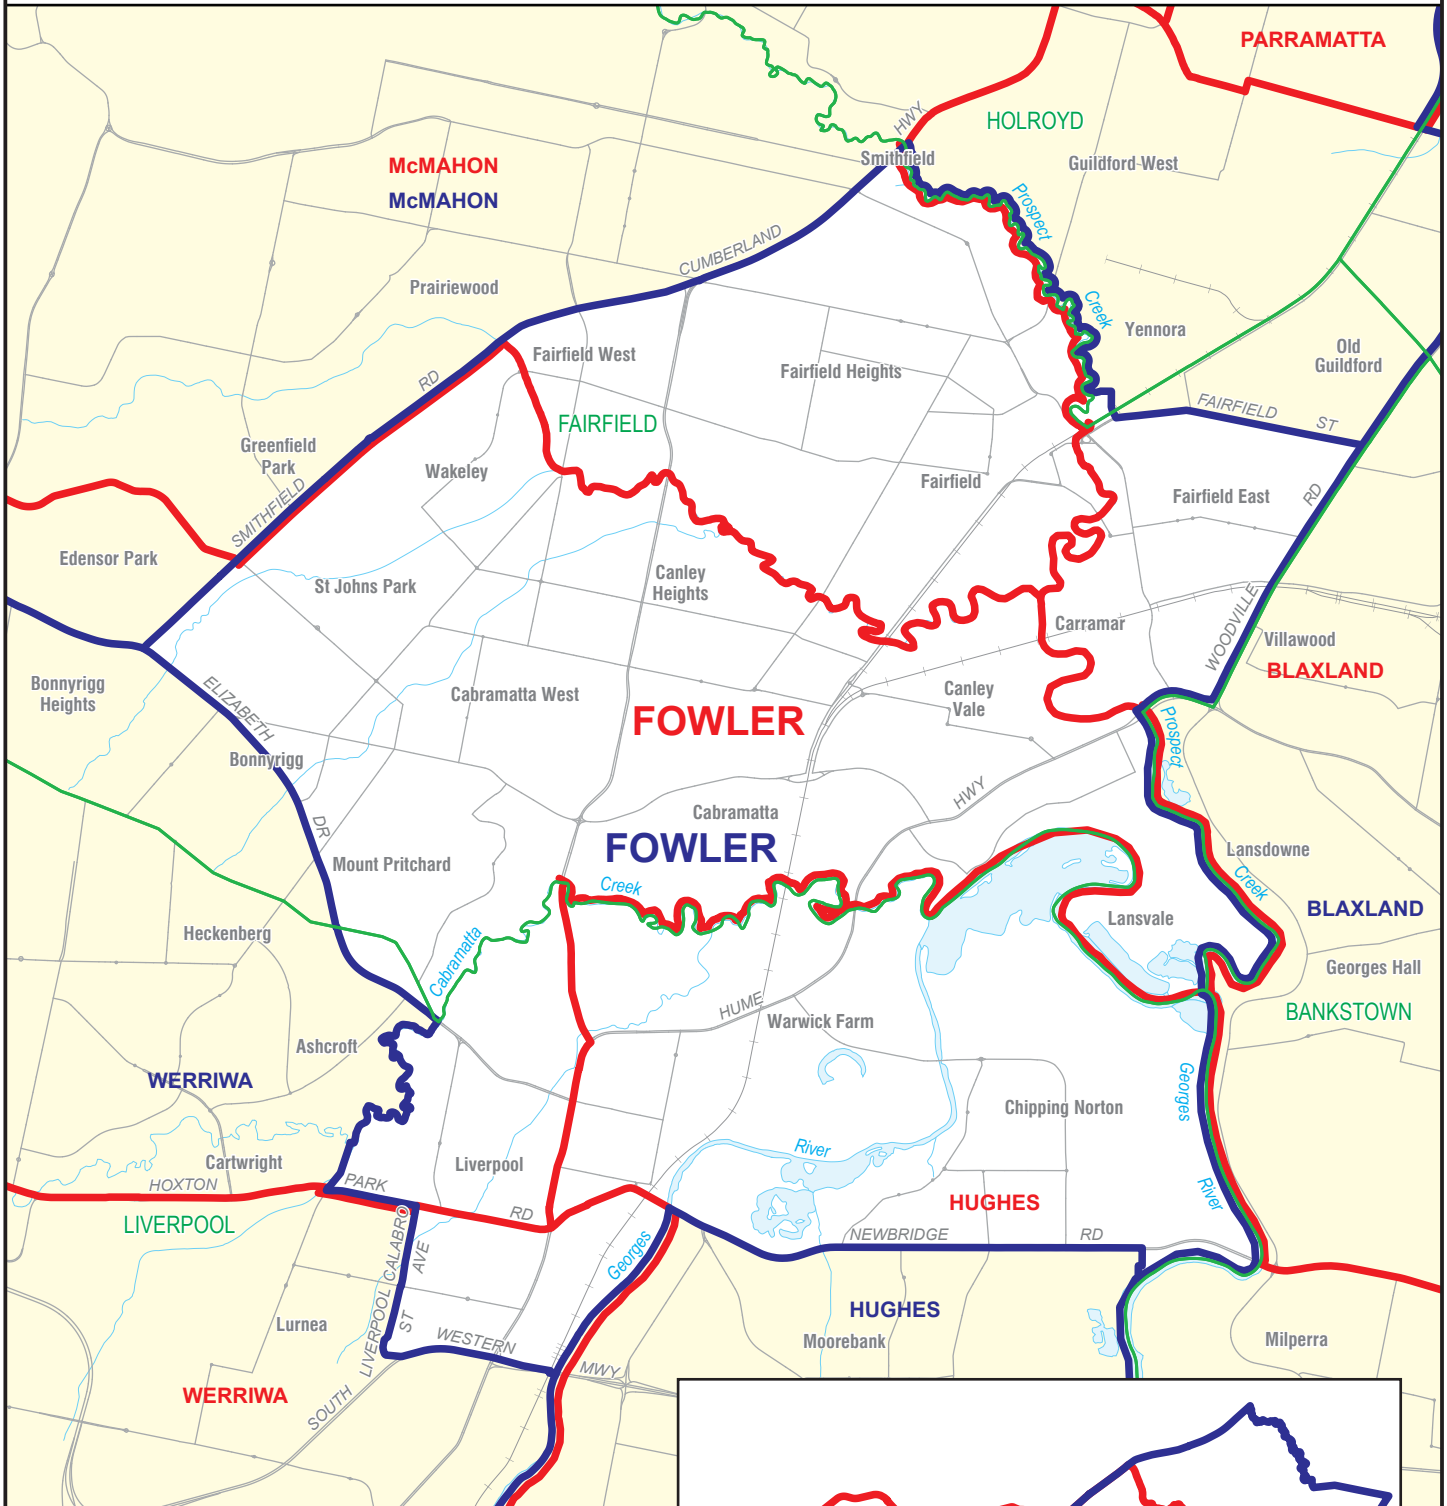 PARRAMATTA
HOLROYD
HWY
Smithfield
Guildford West
McMAHON
McMAHON
Prospect
CUMBERLAND
Prairiewood
Creek
Yennora
Old
Guildford
Fairfield West
Fairfield Heights
RD
FAIRFIELD
FAIRFIELD
ST
Greenfield
Park
Wakeley
Fairfield
Fairfield East
RD
SMITHFIELD
Edensor Park
St Johns Park
Canley
Heights
Carramar
WOODVILLE
Villawood
BLAXLAND
Bonnyrigg
Heights
ELIZABETH
Cabramatta West
Canley
Vale
FOWLER
Prospect
Bonnyrigg
HWY
Cabramatta
DR
FOWLER
Mount Pritchard
Lansdowne
Creek
Creek
BLAXLAND
Lansvale
Heckenberg
Cabramatta
Georges Hall
HUME
Warwick Farm
BANKSTOWN
Ashcroft
WERRIWA
Georges
Chipping Norton
River
Cartwright
Liverpool
HOXTON
PARK
River
LIVERPOOL
RD
HUGHES
CALABRO
AVE
Georges
NEWBRIDGE
RD
LIVERPOOL
ST
HUGHES
Lurnea
WESTERN
Moorebank
Milperra
MWY
WERRIWA
SOUTH